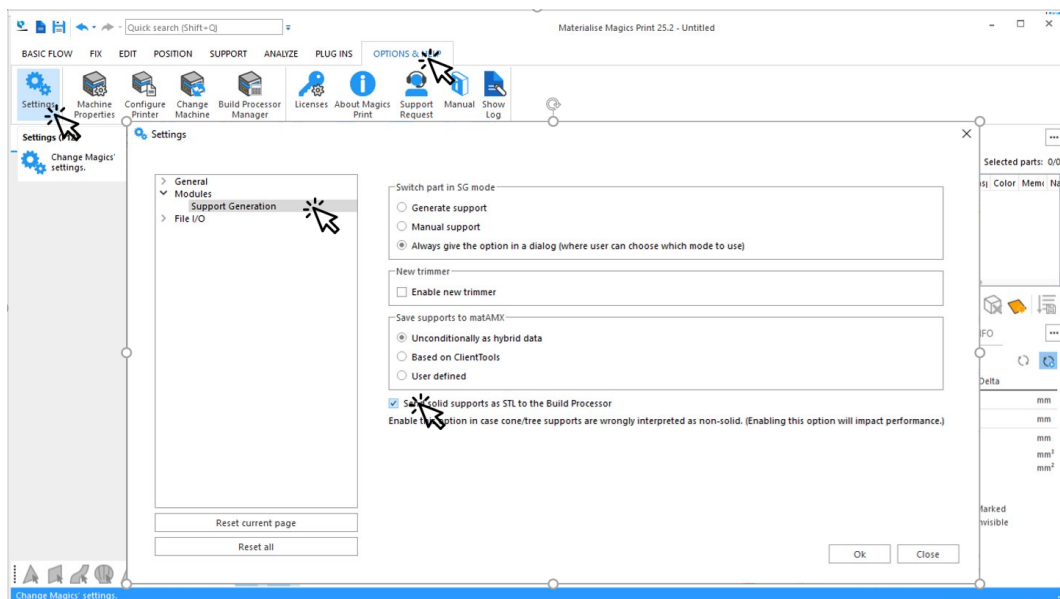 Quick search (Shift+Q)
Materialise Magics Print 25.2 - Untitled
BASIC FLOW FIX EDIT POSITION SUPPORT ANALYZE PLUG INS OPTIONS &
Settings
Machine Properties
Configure Printer
Change Machine
Build Processor Manager
Licenses
About Magics Print
Support Request
Manual
Show Log
Settings
Change Magics' settings.
Settings
General
Modules
Support Generation
File I/O
Reset current page
Reset all
Switch part in SG mode
Generate support
Manual support
Always give the option in a dialog (where user can choose which mode to use)
New trimmer
Enable new trimmer
Save supports to matAMX
Unconditionally as hybrid data
Based on ClientTools
User defined
Send solid supports as STL to the Build Processor
Enable this option in case cone/tree supports are wrongly interpreted as non-solid. (Enabling this option will impact performance.)
Ok Close
Selected parts: 0/0
Color
Delta
mm
mm
mm
mm³
mm²
Change Magics' settings.